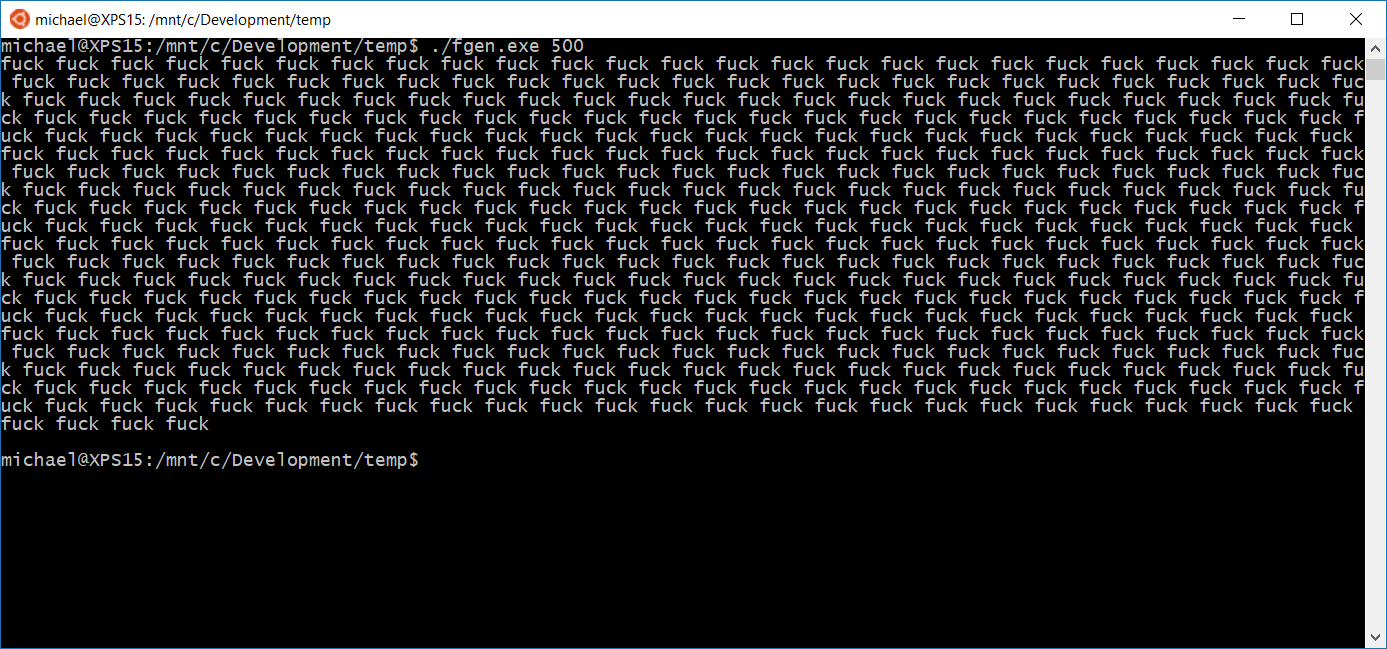 michael@XPS15: /mnt/c/Development/temp
michael@XPS15:/mnt/c/Development/temp$ ./fgen.exe 500
fuck fuck fuck fuck fuck fuck fuck fuck fuck fuck fuck fuck fuck fuck fuck fuck fuck fuck fuck fuck fuck fuck fuck fuck fuck
 fuck fuck fuck fuck fuck fuck fuck fuck fuck fuck fuck fuck fuck fuck fuck fuck fuck fuck fuck fuck fuck fuck fuck fuck fuc
k fuck fuck fuck fuck fuck fuck fuck fuck fuck fuck fuck fuck fuck fuck fuck fuck fuck fuck fuck fuck fuck fuck fuck fuck fu
ck fuck fuck fuck fuck fuck fuck fuck fuck fuck fuck fuck fuck fuck fuck fuck fuck fuck fuck fuck fuck fuck fuck fuck fuck f
uck fuck fuck fuck fuck fuck fuck fuck fuck fuck fuck fuck fuck fuck fuck fuck fuck fuck fuck fuck fuck fuck fuck fuck fuck
fuck fuck fuck fuck fuck fuck fuck fuck fuck fuck fuck fuck fuck fuck fuck fuck fuck fuck fuck fuck fuck fuck fuck fuck fuck
 fuck fuck fuck fuck fuck fuck fuck fuck fuck fuck fuck fuck fuck fuck fuck fuck fuck fuck fuck fuck fuck fuck fuck fuck fuc
k fuck fuck fuck fuck fuck fuck fuck fuck fuck fuck fuck fuck fuck fuck fuck fuck fuck fuck fuck fuck fuck fuck fuck fuck fu
ck fuck fuck fuck fuck fuck fuck fuck fuck fuck fuck fuck fuck fuck fuck fuck fuck fuck fuck fuck fuck fuck fuck fuck fuck f
uck fuck fuck fuck fuck fuck fuck fuck fuck fuck fuck fuck fuck fuck fuck fuck fuck fuck fuck fuck fuck fuck fuck fuck fuck
fuck fuck fuck fuck fuck fuck fuck fuck fuck fuck fuck fuck fuck fuck fuck fuck fuck fuck fuck fuck fuck fuck fuck fuck fuck
 fuck fuck fuck fuck fuck fuck fuck fuck fuck fuck fuck fuck fuck fuck fuck fuck fuck fuck fuck fuck fuck fuck fuck fuck fuc
k fuck fuck fuck fuck fuck fuck fuck fuck fuck fuck fuck fuck fuck fuck fuck fuck fuck fuck fuck fuck fuck fuck fuck fuck fu
ck fuck fuck fuck fuck fuck fuck fuck fuck fuck fuck fuck fuck fuck fuck fuck fuck fuck fuck fuck fuck fuck fuck fuck fuck f
uck fuck fuck fuck fuck fuck fuck fuck fuck fuck fuck fuck fuck fuck fuck fuck fuck fuck fuck fuck fuck fuck fuck fuck fuck
fuck fuck fuck fuck fuck fuck fuck fuck fuck fuck fuck fuck fuck fuck fuck fuck fuck fuck fuck fuck fuck fuck fuck fuck fuck
 fuck fuck fuck fuck fuck fuck fuck fuck fuck fuck fuck fuck fuck fuck fuck fuck fuck fuck fuck fuck fuck fuck fuck fuck fuc
k fuck fuck fuck fuck fuck fuck fuck fuck fuck fuck fuck fuck fuck fuck fuck fuck fuck fuck fuck fuck fuck fuck fuck fuck fu
ck fuck fuck fuck fuck fuck fuck fuck fuck fuck fuck fuck fuck fuck fuck fuck fuck fuck fuck fuck fuck fuck fuck fuck fuck f
uck fuck fuck fuck fuck fuck fuck fuck fuck fuck fuck fuck fuck fuck fuck fuck fuck fuck fuck fuck fuck fuck fuck fuck fuck
fuck fuck fuck fuck
michael@XPS15:/mnt/c/Development/temp$